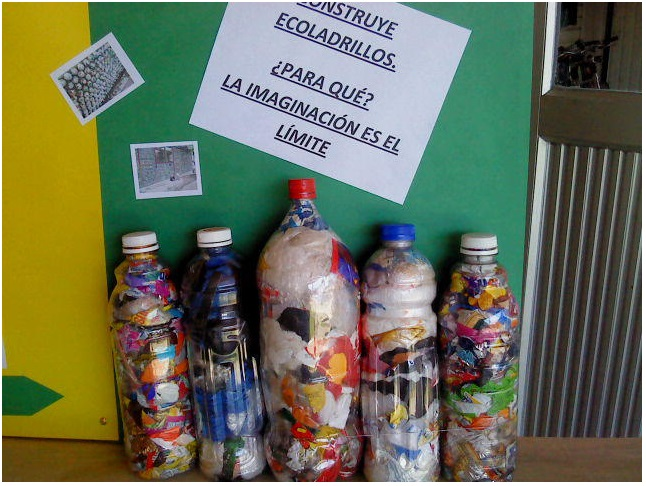 CONSTRUYE
ECOLADRILLOS.
¿PARA QUÉ?
LA IMAGINACIÓN ES EL
LÍMITE